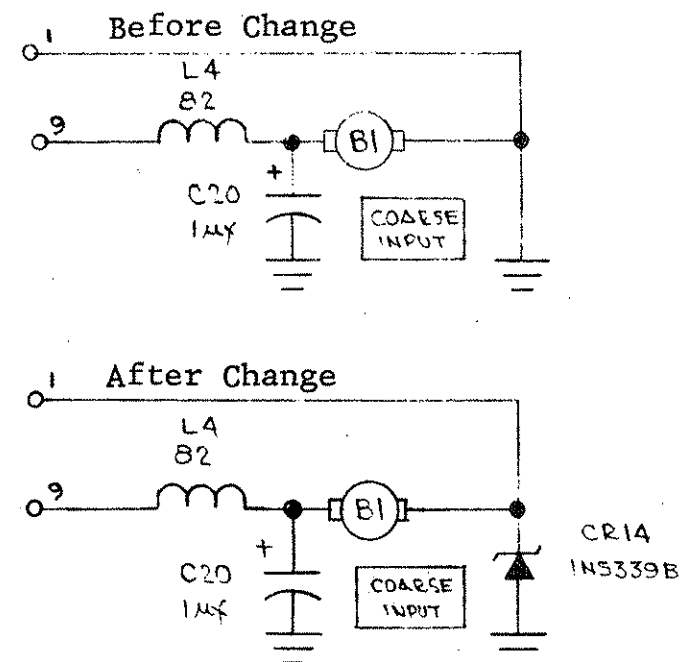 Before Change
1
L4
82
9
B1
+
C20
1μf
COARSE
INPUT
After Change
1
L4
82
9
B1
+
C20
1μf
COARSE
INPUT
CR14
1N5339B